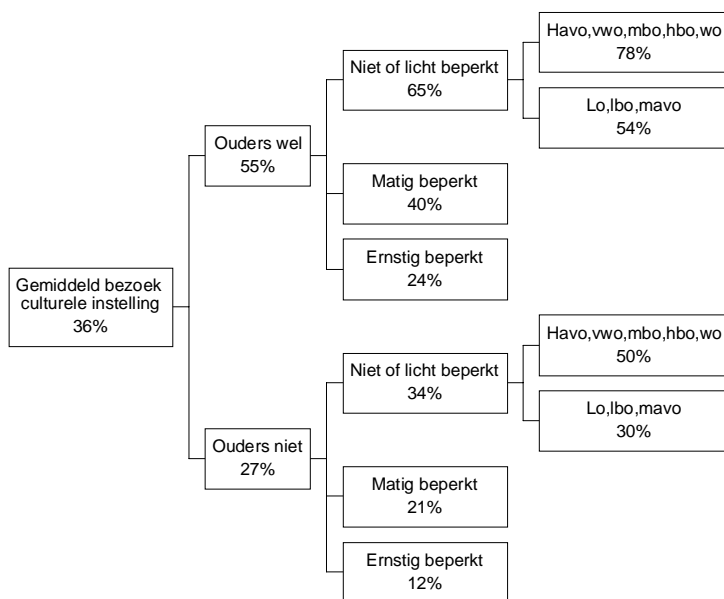 Gemiddeld bezoek
culturele instelling
36%
Ouders wel
55%
Niet of licht beperkt
65%
Havo,vwo,mbo,hbo,wo
78%
Lo,lbo,mavo
54%
Matig beperkt
40%
Ernstig beperkt
24%
Ouders niet
27%
Niet of licht beperkt
34%
Havo,vwo,mbo,hbo,wo
50%
Lo,lbo,mavo
30%
Matig beperkt
21%
Ernstig beperkt
12%